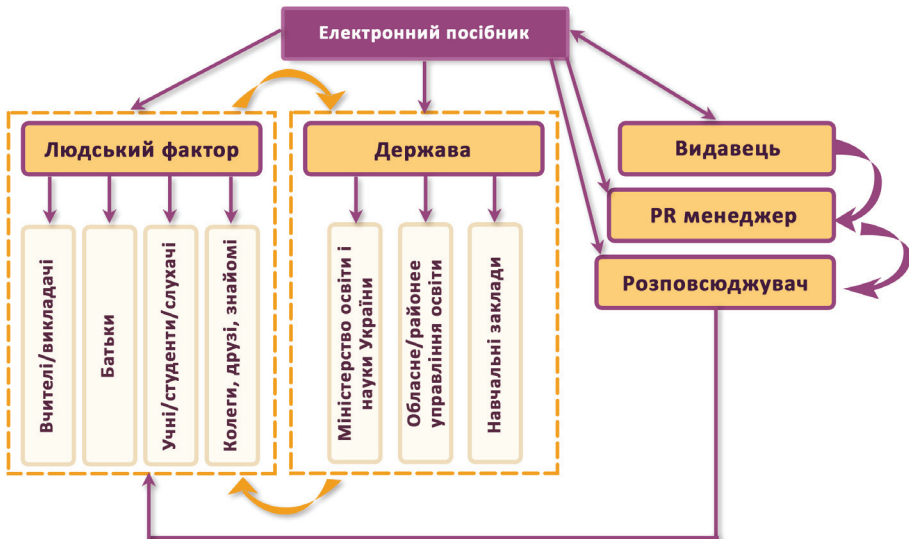 Електронний посібник
Людський фактор
Держава
Видавець
PR менеджер
Розповсюджувач
Вчителі/викладачі
Батьки
Учні/студенти/слухачі
Колеги, друзі, знайомі
Міністерство освіти і
науки України
Обласне/районее
управління освіти
Навчальні заклади